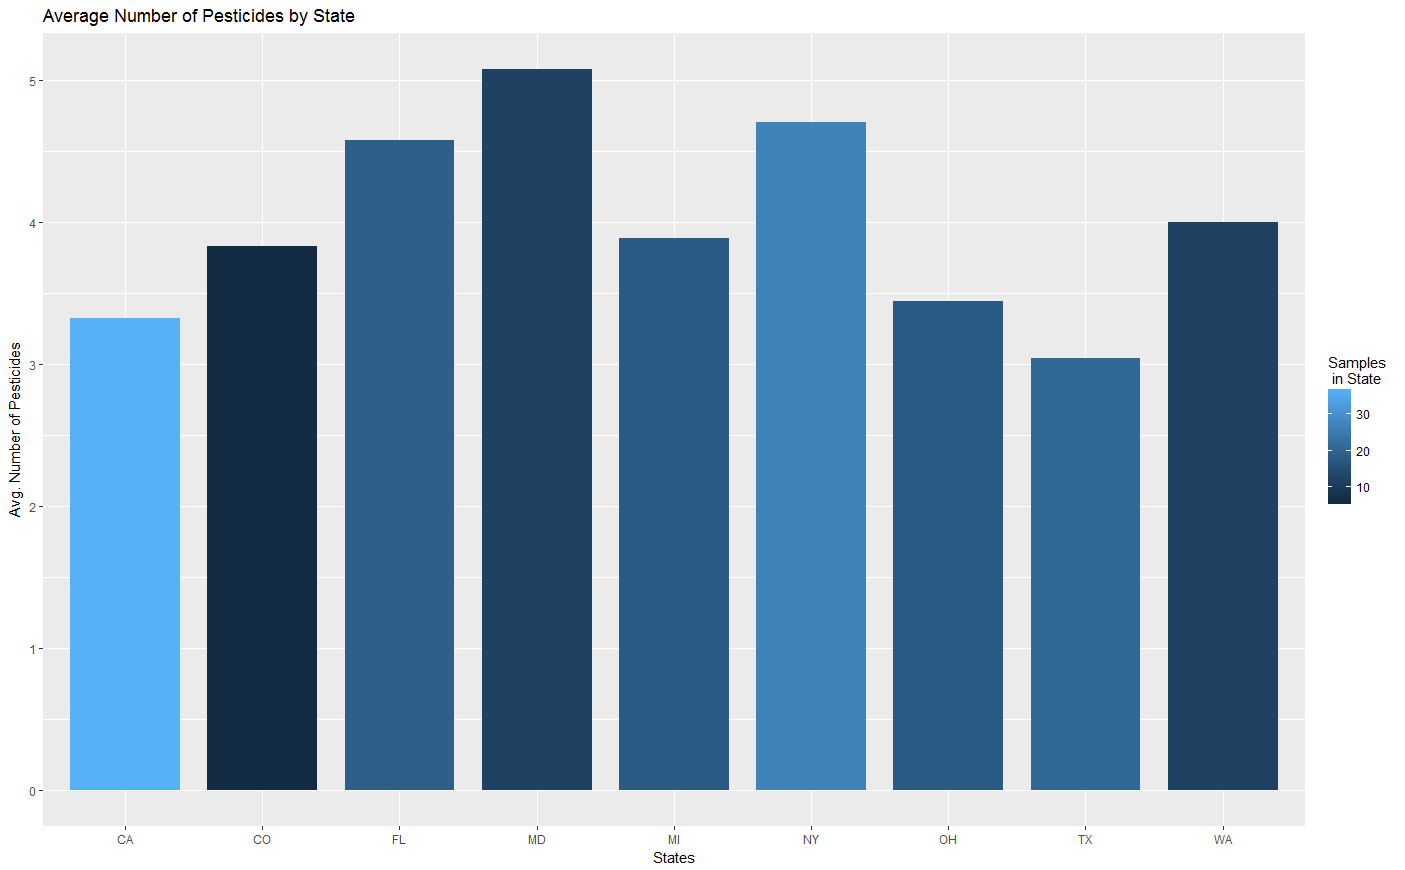 Average Number of Pesticides by State
Avg. Number of Pesticides
5
4
3
2
1
0
CA CO FL MD MI NY OH TX WA
States
Samples
in State
30
20
10